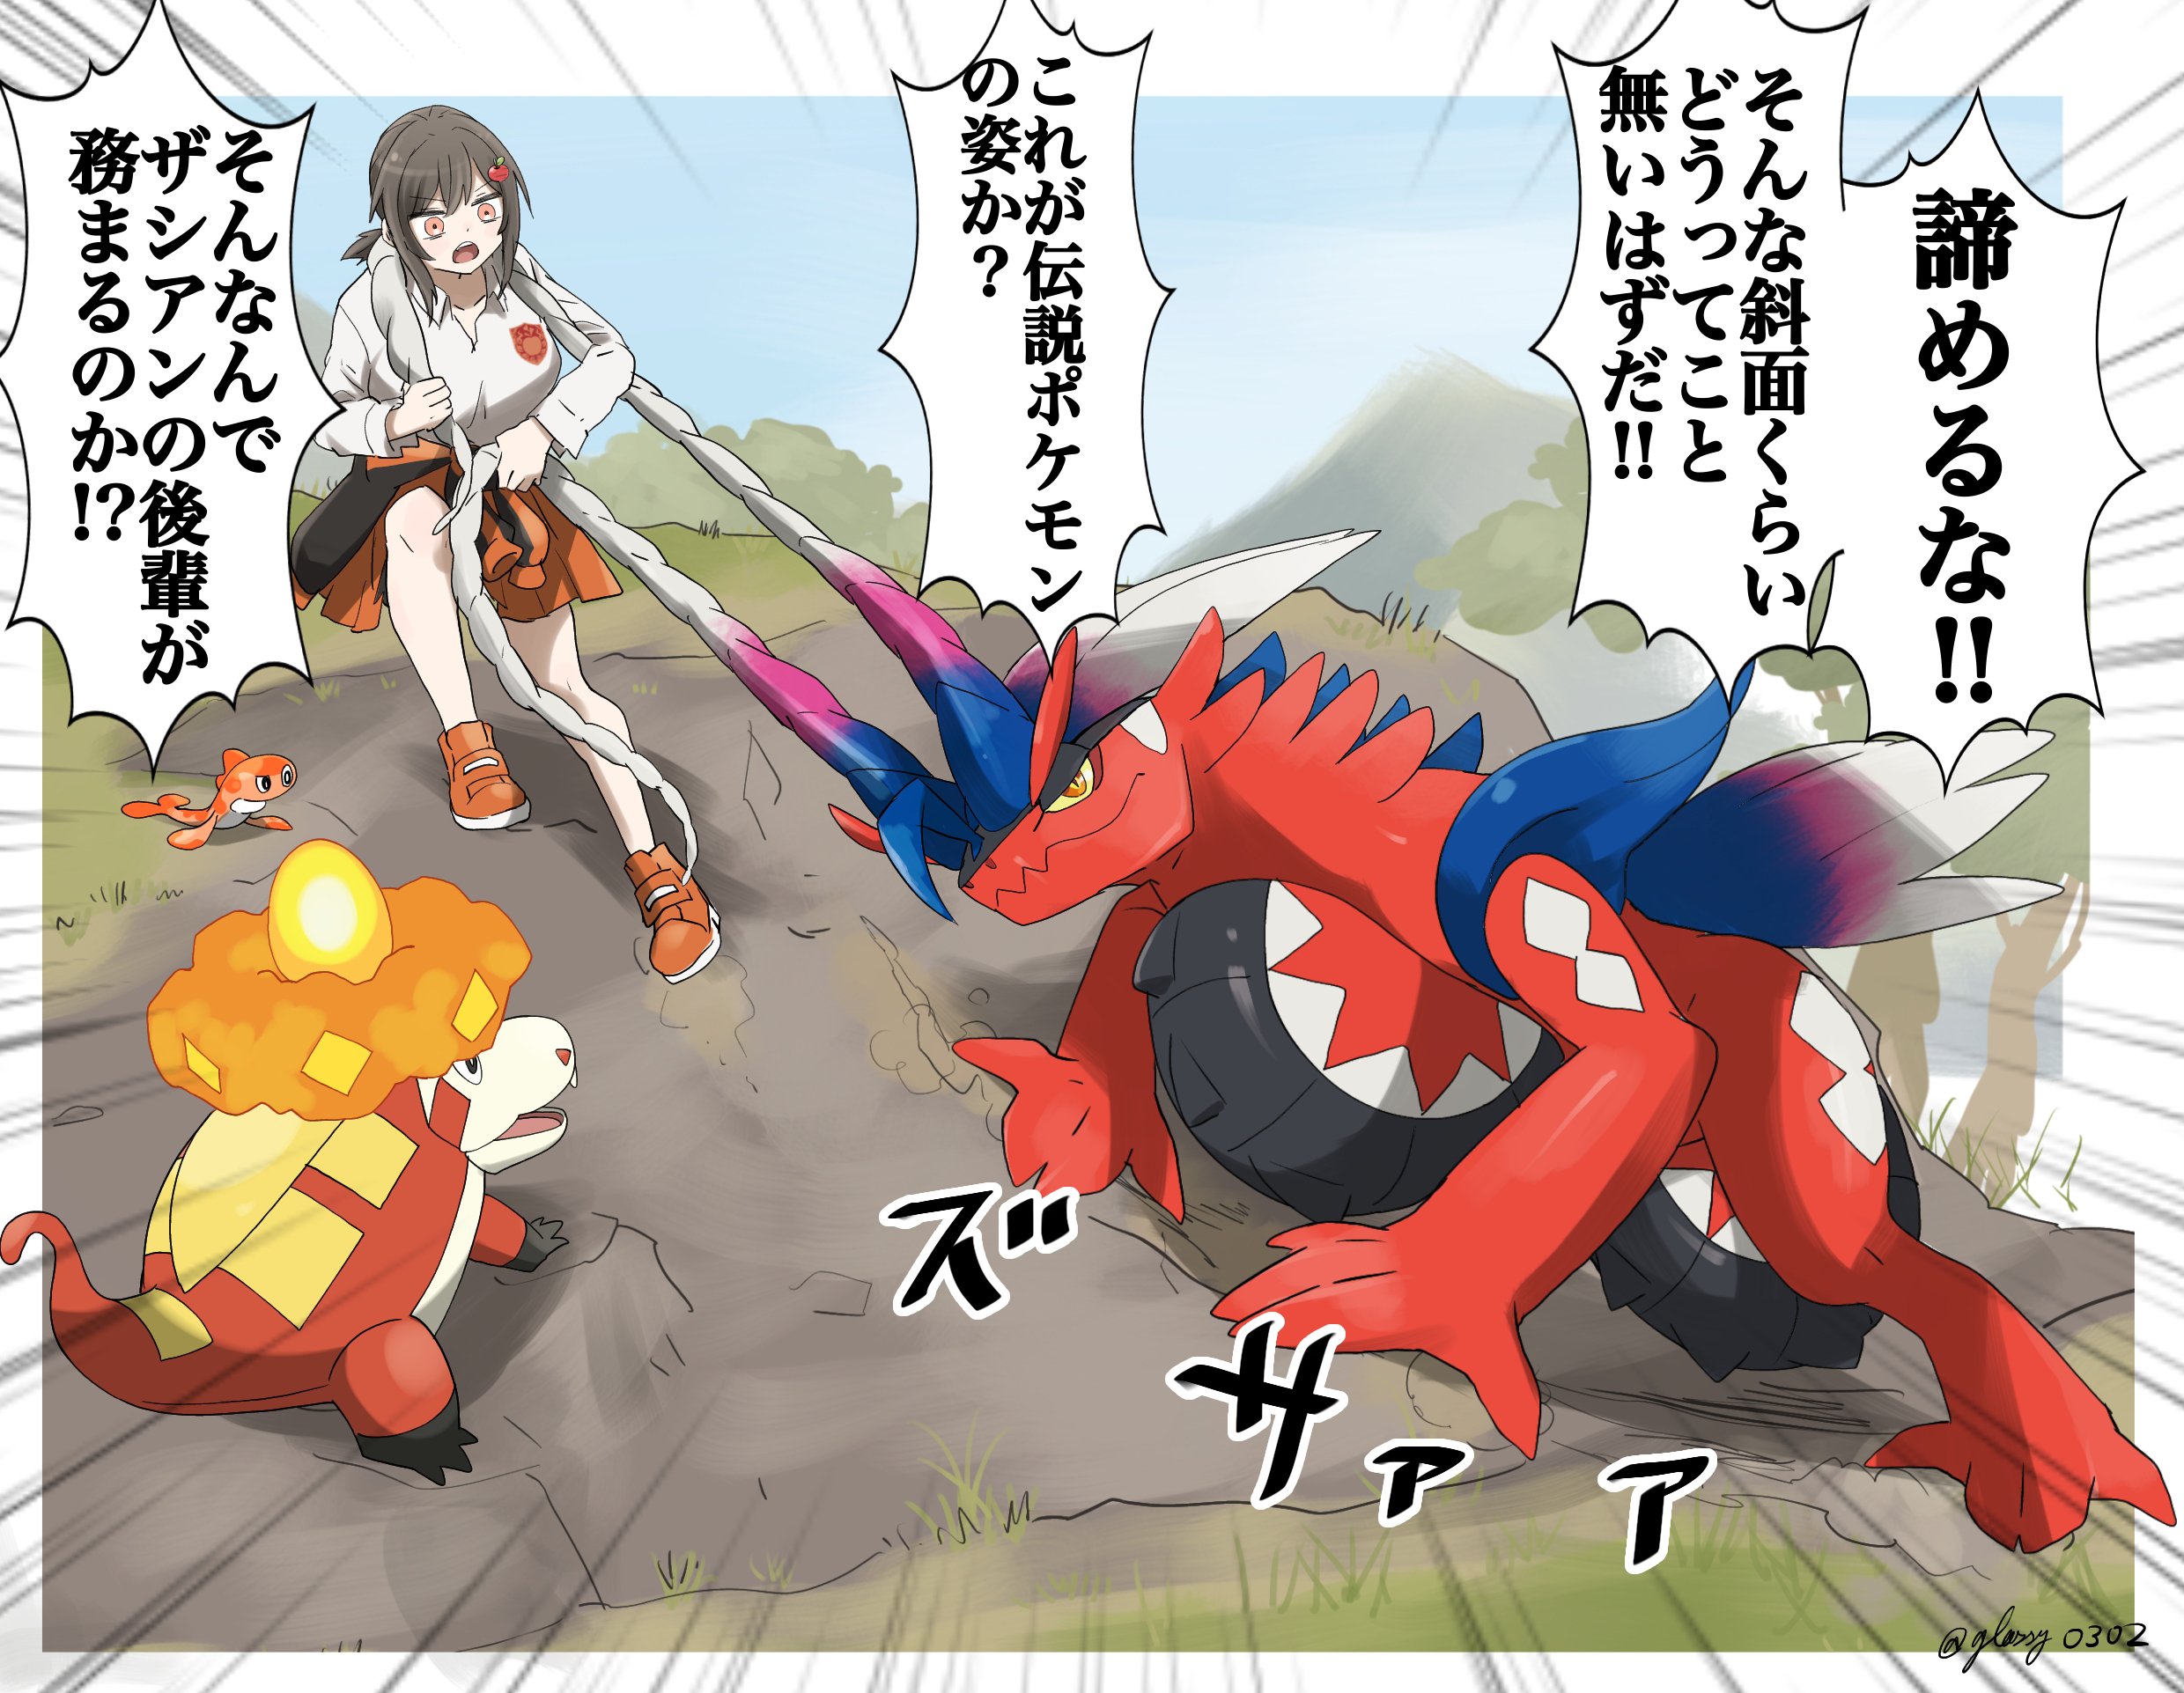 諦めるな!!
そんな斜面くらい
どうってこと
無いはずだ!!
これが伝説ポケモン
の姿か?
そんなんで
ザシアンの後輩が
務まるのか!?
ズ
サ
ァ
ア
@glassy0302